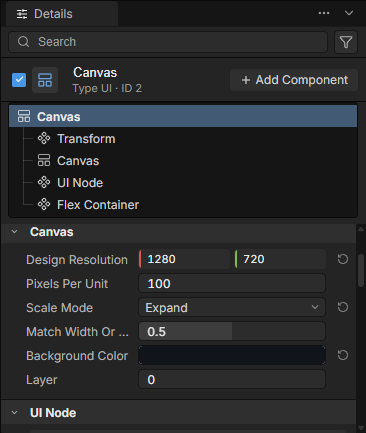 Details
Search
Canvas
Type UI · ID 2
+ Add Component
Canvas
Transform
Canvas
UI Node
Flex Container
Canvas
Design Resolution 1280 720
Pixels Per Unit 100
Scale Mode Expand
Match Width Or ... 0.5
Background Color
Layer 0
UI Node